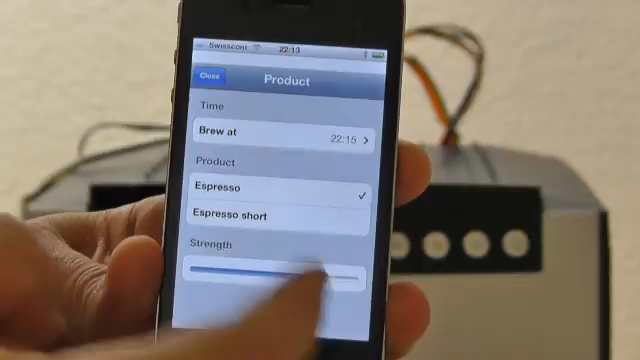 Swisscom 22:13
Close Product
Time
Brew at 22:15
Product
Espresso
Espresso short
Strength